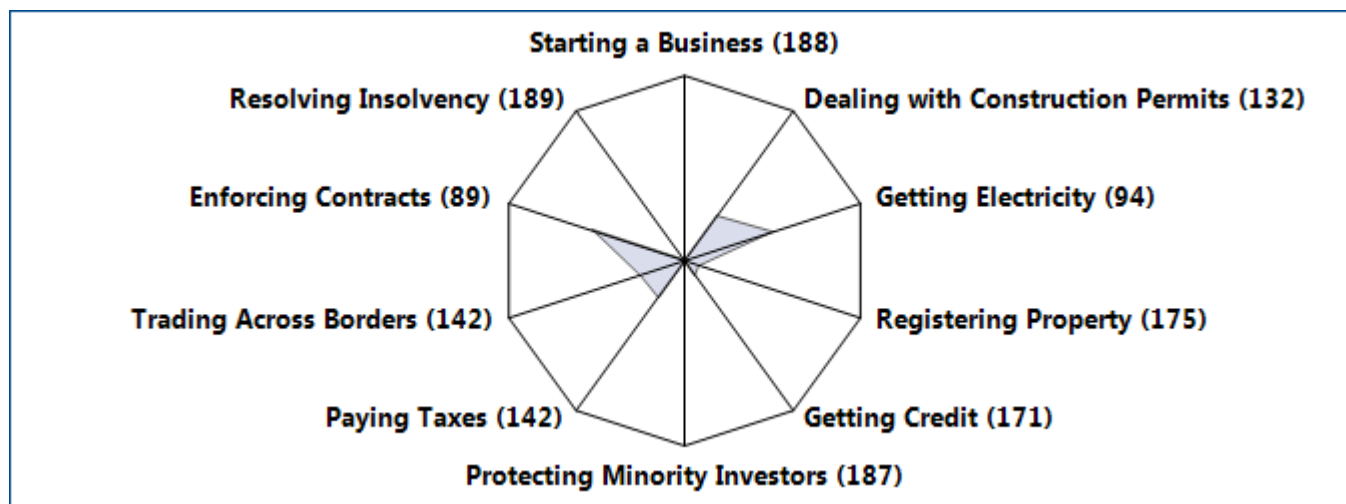 Starting a Business (188)
Resolving Insolvency (189)
Dealing with Construction Permits (132)
Enforcing Contracts (89)
Getting Electricity (94)
Trading Across Borders (142)
Registering Property (175)
Paying Taxes (142)
Getting Credit (171)
Protecting Minority Investors (187)